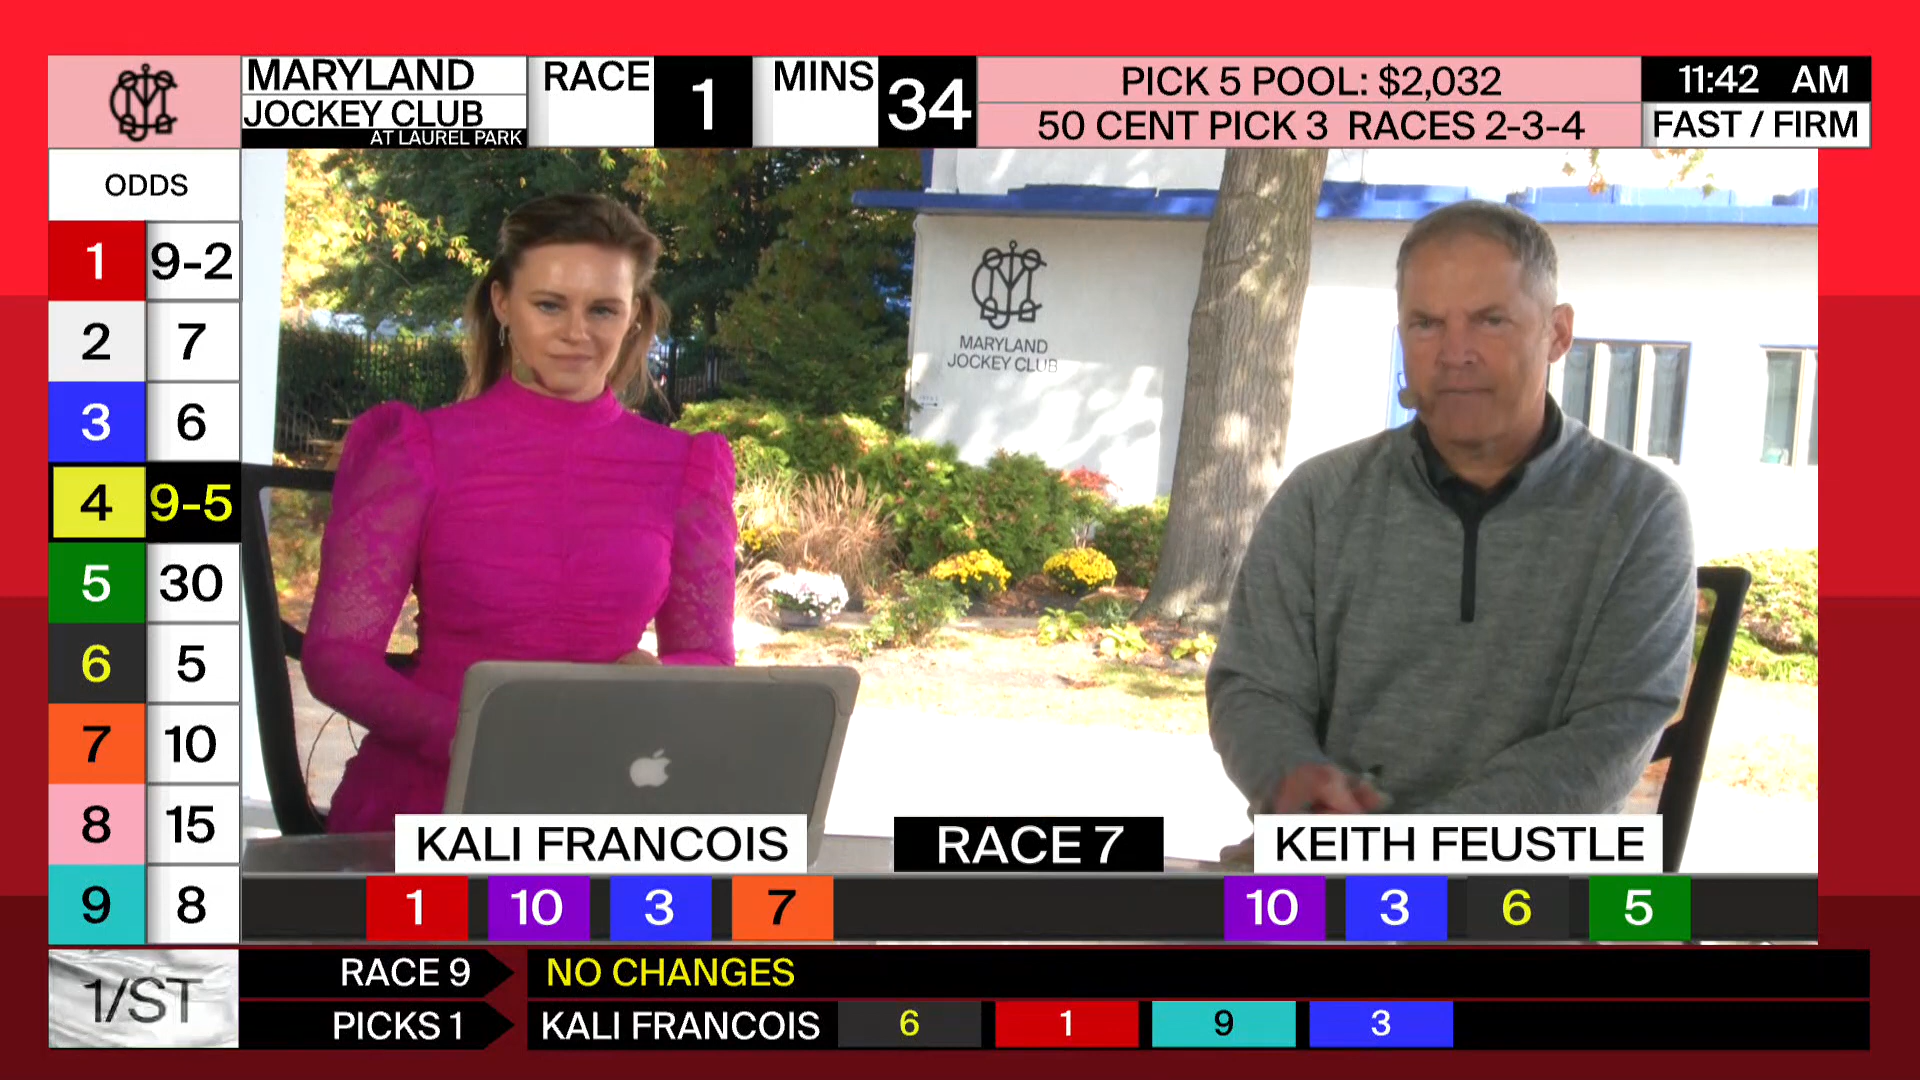 MARYLAND
JOCKEY CLUB
AT LAUREL PARK
RACE 1
MINS 34
PICK 5 POOL: $2,032
50 CENT PICK 3 RACES 2-3-4
11:42 AM
FAST / FIRM
ODDS
1 9-2
2 7
3 6
4 9-5
5 30
6 5
7 10
8 15
9 8
MARYLAND
JOCKEY CLUB
KALI FRANCOIS
RACE 7
KEITH FEUSTLE
1 10 3 7
10 3 6 5
1/ST
RACE 9 NO CHANGES
PICKS 1 KALI FRANCOIS 6 1 9 3